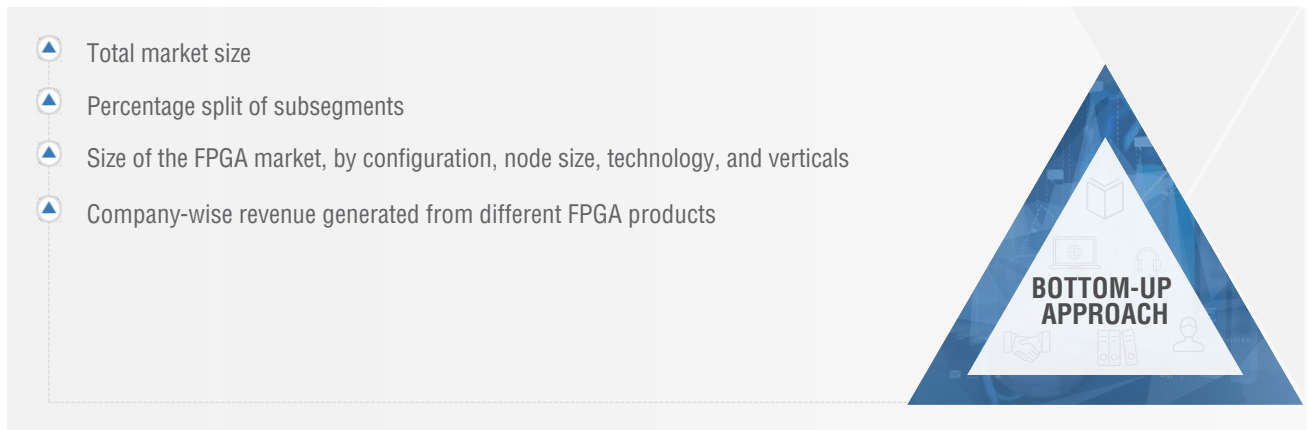 Total market size
Percentage split of subsegments
Size of the FPGA market, by configuration, node size, technology, and verticals
Company-wise revenue generated from different FPGA products
BOTTOM-UP
APPROACH